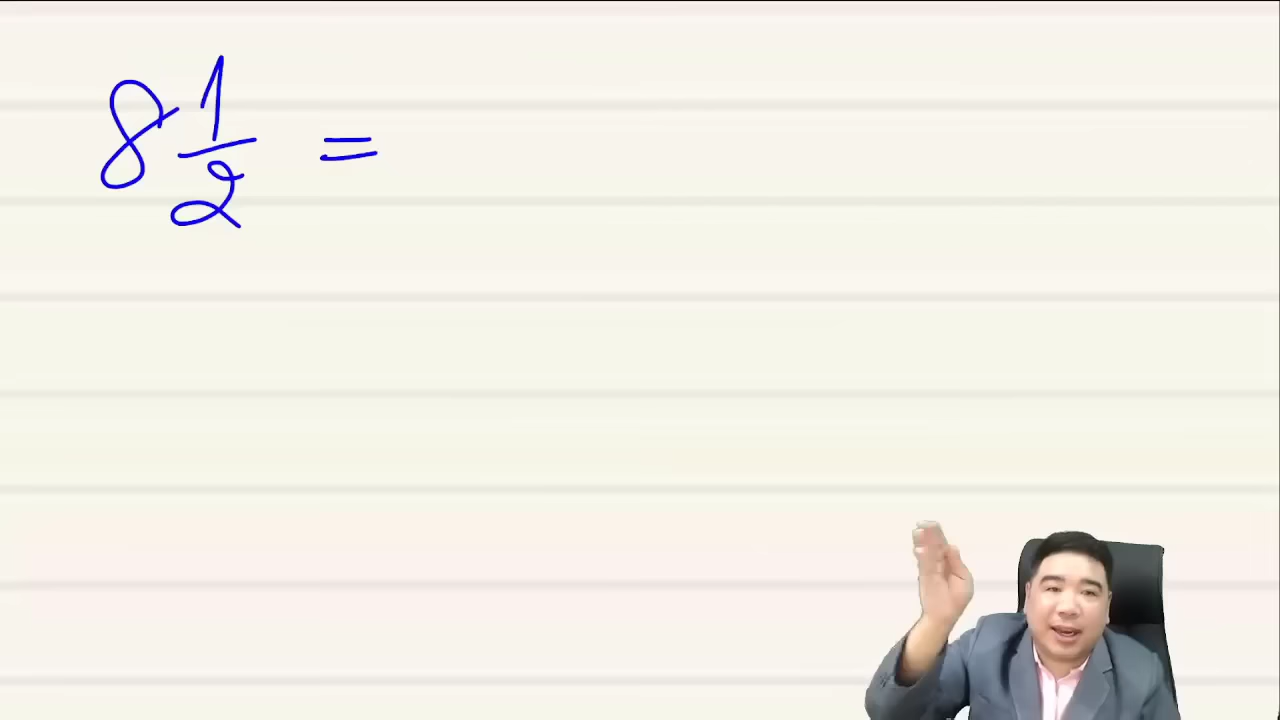 8 1/2 =